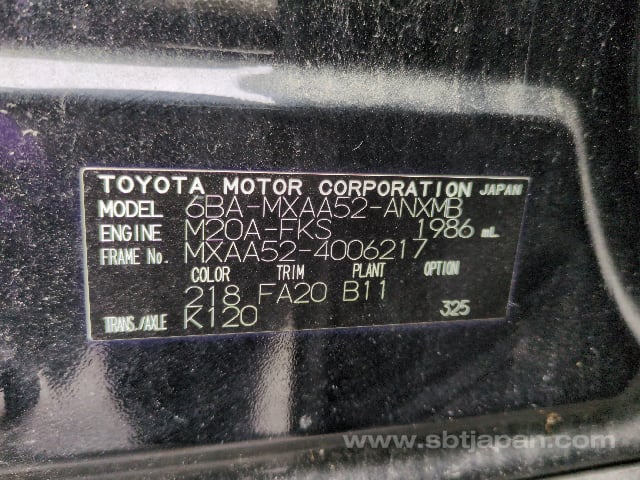 TOYOTA MOTOR CORPORATION JAPAN
MODEL 6BA-MXAA52-ANXMB
ENGINE M20A-FKS 1986 mL
FRAME No. MXAA52-4006217
COLOR TRIM PLANT OPTION
218 FA20 B11
TRANS./AXLE K120 325
www.sbtjapan.com